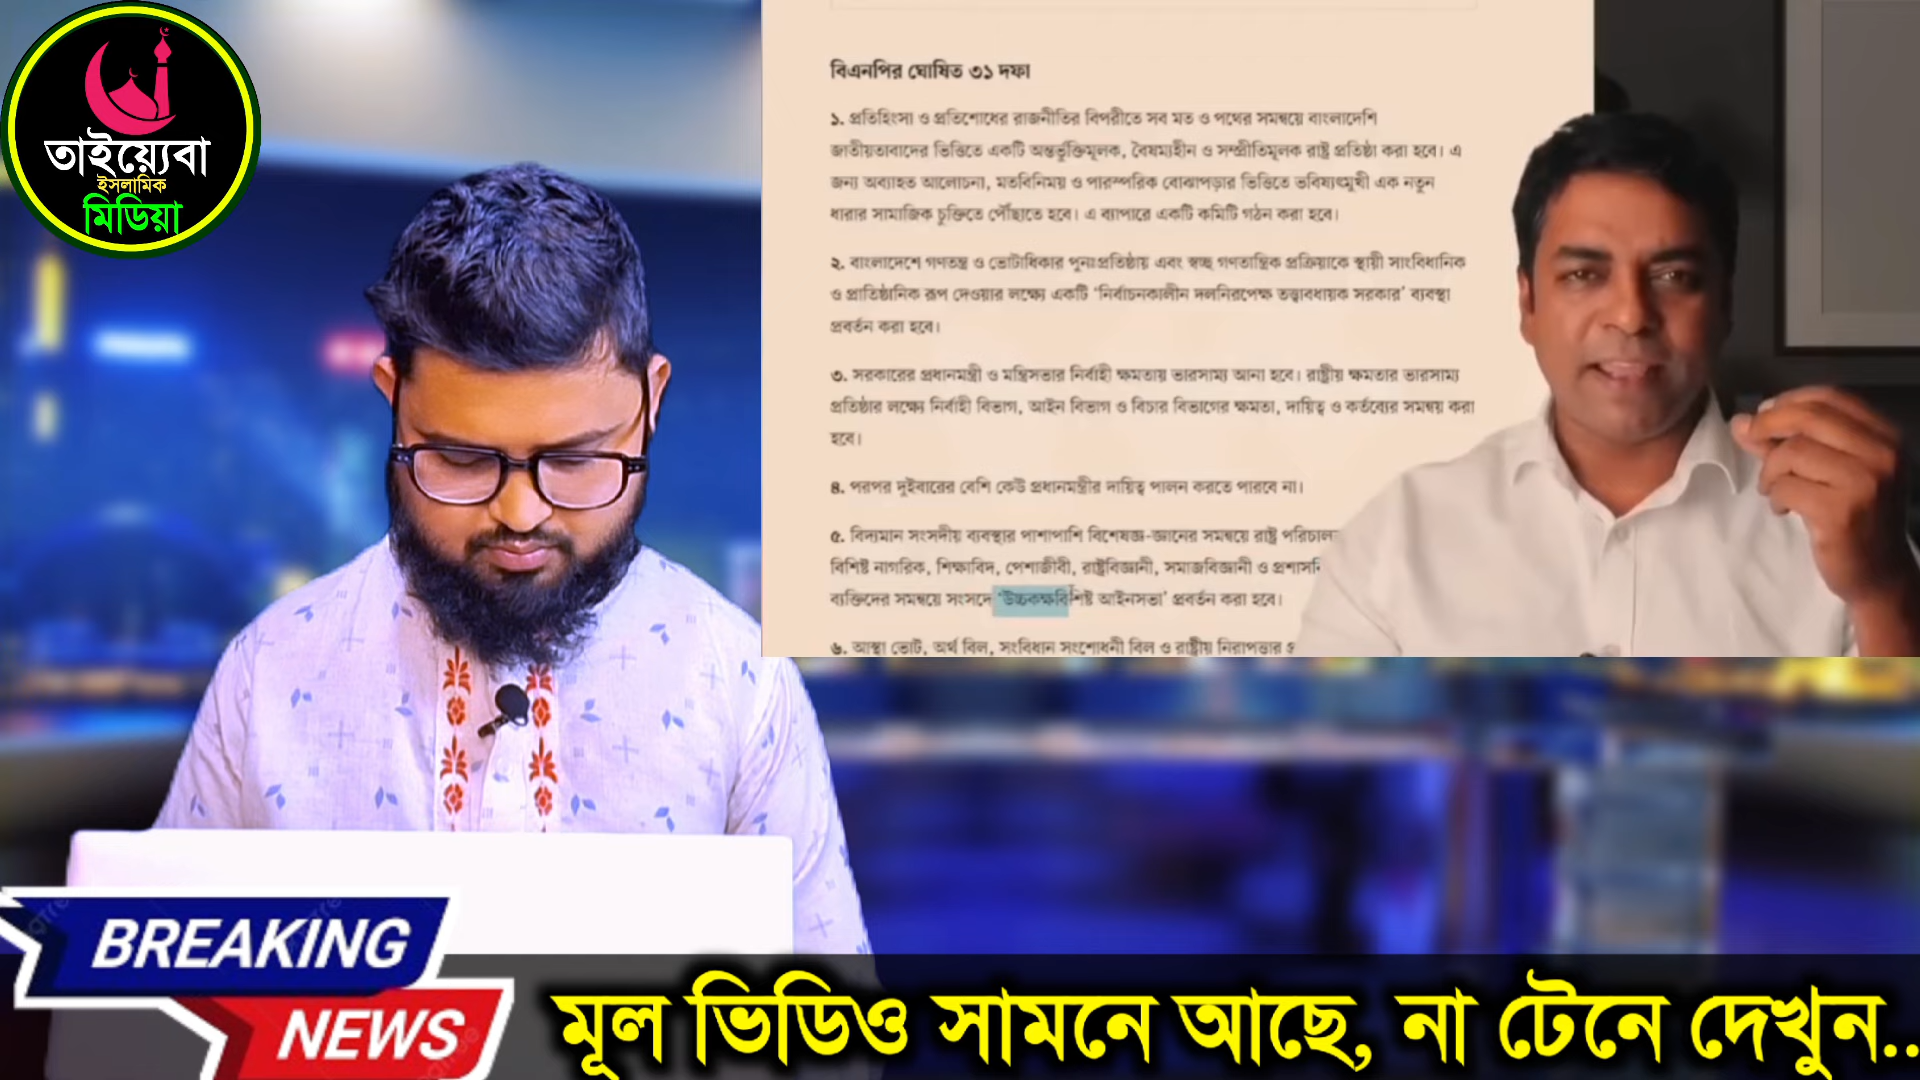 তাইয়্যেবা
ইসলামিক
মিডিয়া
বিএনপির ঘোষিত ৩১ দফা
১. প্রতিহিংসা ও প্রতিশোধের রাজনীতির বিপরীতে সব মত ও পথের সমন্বয়ে বাংলাদেশি
জাতীয়তাবাদের ভিত্তিতে একটি অন্তর্ভুক্তিমূলক, বৈষম্যহীন ও সম্প্রীতিমূলক রাষ্ট্র প্রতিষ্ঠা করা হবে। এ
জন্য অব্যাহত আলোচনা, মতবিনিময় ও পারস্পরিক বোঝাপড়ার ভিত্তিতে ভবিষ্যৎমুখী এক নতুন
ধারার সামাজিক চুক্তিতে পৌঁছাতে হবে। এ ব্যাপারে একটি কমিটি গঠন করা হবে।
২. বাংলাদেশে গণতন্ত্র ও ভোটাধিকার পুনঃপ্রতিষ্ঠায় এবং স্বচ্ছ গণতান্ত্রিক প্রক্রিয়াকে স্থায়ী সাংবিধানিক
ও প্রাতিষ্ঠানিক রূপ দেওয়ার লক্ষ্যে একটি ‘নির্বাচনকালীন দলনিরপেক্ষ তত্ত্বাবধায়ক সরকার’ ব্যবস্থা
প্রবর্তন করা হবে।
৩. সরকারের প্রধানমন্ত্রী ও মন্ত্রিসভার নির্বাহী ক্ষমতায় ভারসাম্য আনা হবে। রাষ্ট্রীয় ক্ষমতার ভারসাম্য
প্রতিষ্ঠার লক্ষ্যে নির্বাহী বিভাগ, আইন বিভাগ ও বিচার বিভাগের ক্ষমতা, দায়িত্ব ও কর্তব্যের সমন্বয় করা
হবে।
৪. পরপর দুইবারের বেশি কেউ প্রধানমন্ত্রীর দায়িত্ব পালন করতে পারবে না।
৫. বিদ্যমান সংসদীয় ব্যবস্থার পাশাপাশি বিশেষজ্ঞ-জ্ঞানের সমন্বয়ে রাষ্ট্র পরিচাল
বিশিষ্ট নাগরিক, শিক্ষাবিদ, পেশাজীবী, রাষ্ট্রবিজ্ঞানী, সমাজবিজ্ঞানী ও প্রশাসনি
ব্যক্তিদের সমন্বয়ে সংসদে ‘উচ্চকক্ষবিশিষ্ট আইনসভা’ প্রবর্তন করা হবে।
৬. আস্থা ভোট, অর্থ বিল, সংবিধান সংশোধনী বিল ও রাষ্ট্রীয় নিরাপত্তার
BREAKING
NEWS
মূল ভিডিও সামনে আছে, না টেনে দেখুন..